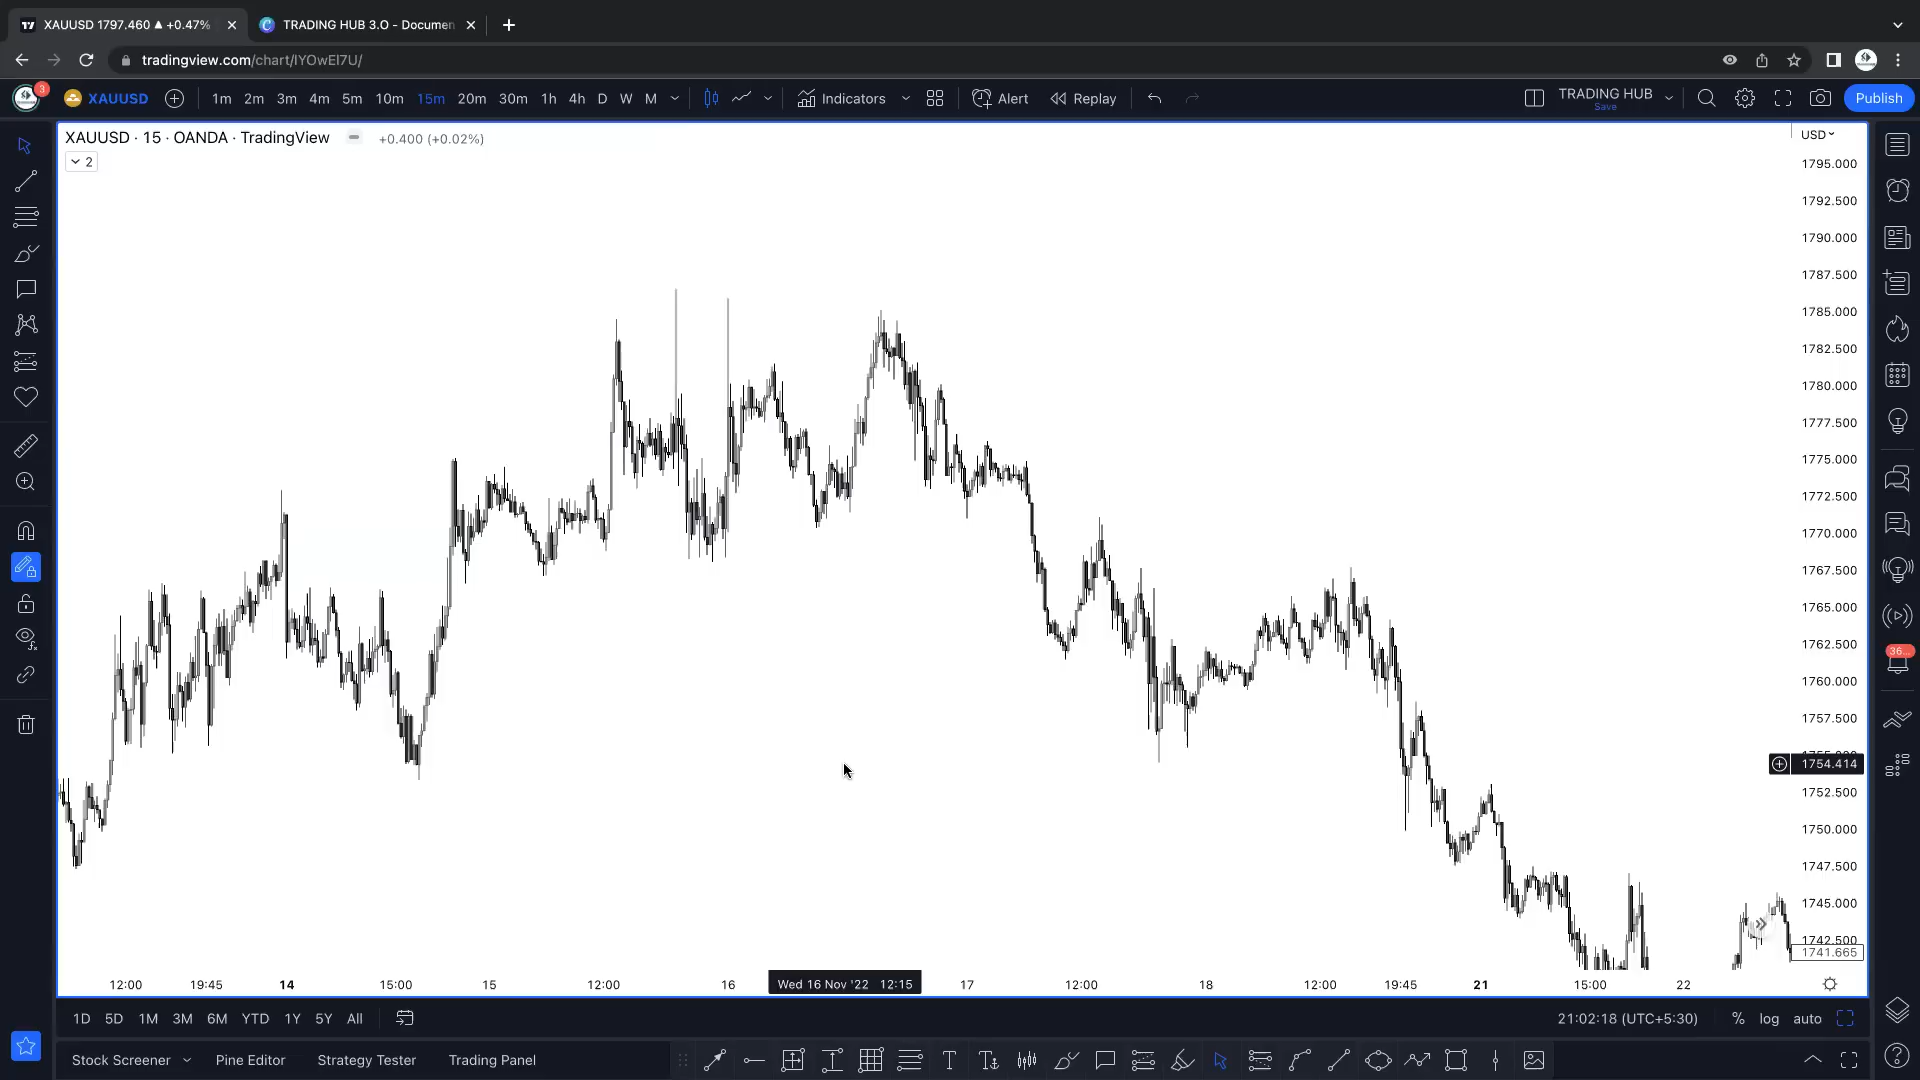 XAUUSD 1797.460 ▲ +0.47%
TRADING HUB 3.O - Documen
tradingview.com/chart/IYOwEI7U/
3
XAUUSD 1m 2m 3m 4m 5m 10m 15m 20m 30m 1h 4h D W M Indicators Alert Replay TRADING HUB Publish
Save
XAUUSD · 15 · OANDA · TradingView +0.400 (+0.02%)
2
USD
1795.000
1792.500
1790.000
1787.500
1785.000
1782.500
1780.000
1777.500
1775.000
1772.500
1770.000
1767.500
1765.000
1762.500
1760.000
1757.500
1754.414
1752.500
1750.000
1747.500
1745.000
1742.500
1741.665
36...
12:00 19:45 14 15:00 15 12:00 16 Wed 16 Nov '22 12:15 17 12:00 18 12:00 19:45 21 15:00 22
1D 5D 1M 3M 6M YTD 1Y 5Y All 21:02:18 (UTC+5:30) % log auto
Stock Screener Pine Editor Strategy Tester Trading Panel